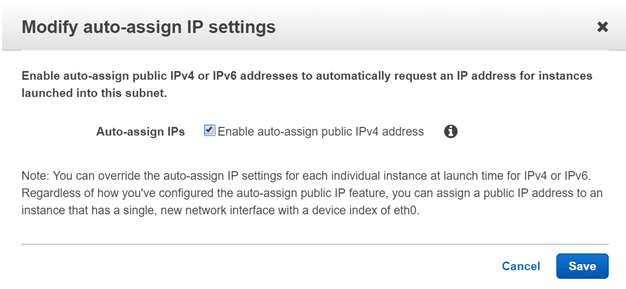 Modify auto-assign IP settings
Enable auto-assign public IPv4 or IPv6 addresses to automatically request an IP address for instances
launched into this subnet.
Auto-assign IPs Enable auto-assign public IPv4 address
Note: You can override the auto-assign IP settings for each individual instance at launch time for IPv4 or IPv6.
Regardless of how you've configured the auto-assign public IP feature, you can assign a public IP address to an
instance that has a single, new network interface with a device index of eth0.
Cancel Save